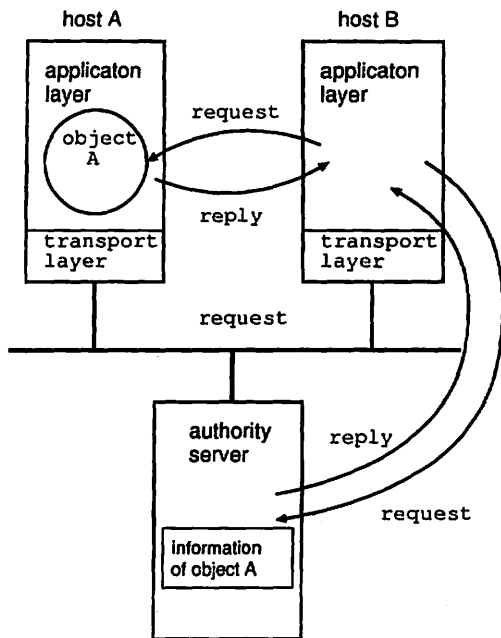 host A
host B
applicaton
layer
applicaton
layer
request
object
A
reply
transport
layer
transport
layer
request
authority
server
reply
request
information
of object A